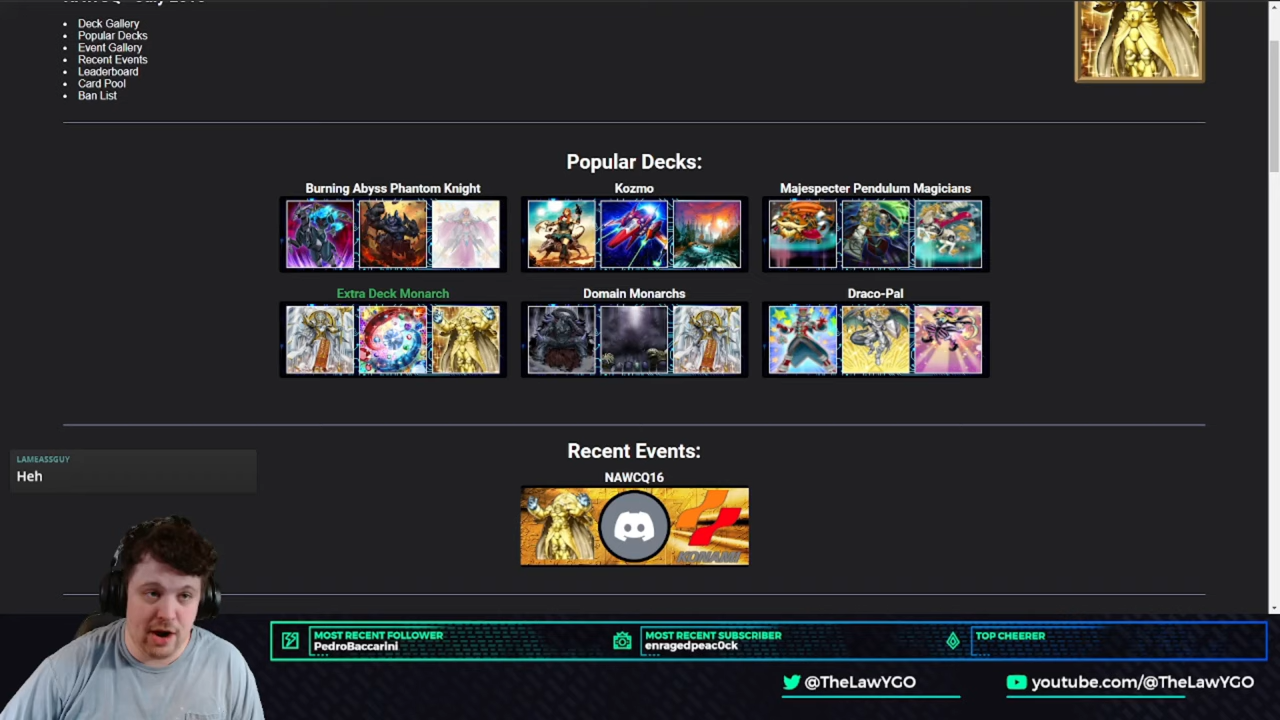 Deck Gallery
Popular Decks
Event Gallery
Recent Events
Leaderboard
Card Pool
Ban List
Popular Decks:
Burning Abyss Phantom Knight
Kozmo
Majespecter Pendulum Magicians
Extra Deck Monarch
Domain Monarchs
Draco-Pal
LAMEASSGUY
Heh
Recent Events:
NAWCQ16
KONAMI
MOST RECENT FOLLOWER
PedroBaccarini
MOST RECENT SUBSCRIBER
enragedpeac0ck
TOP CHEERER
@TheLawYGO
youtube.com/@TheLawYGO